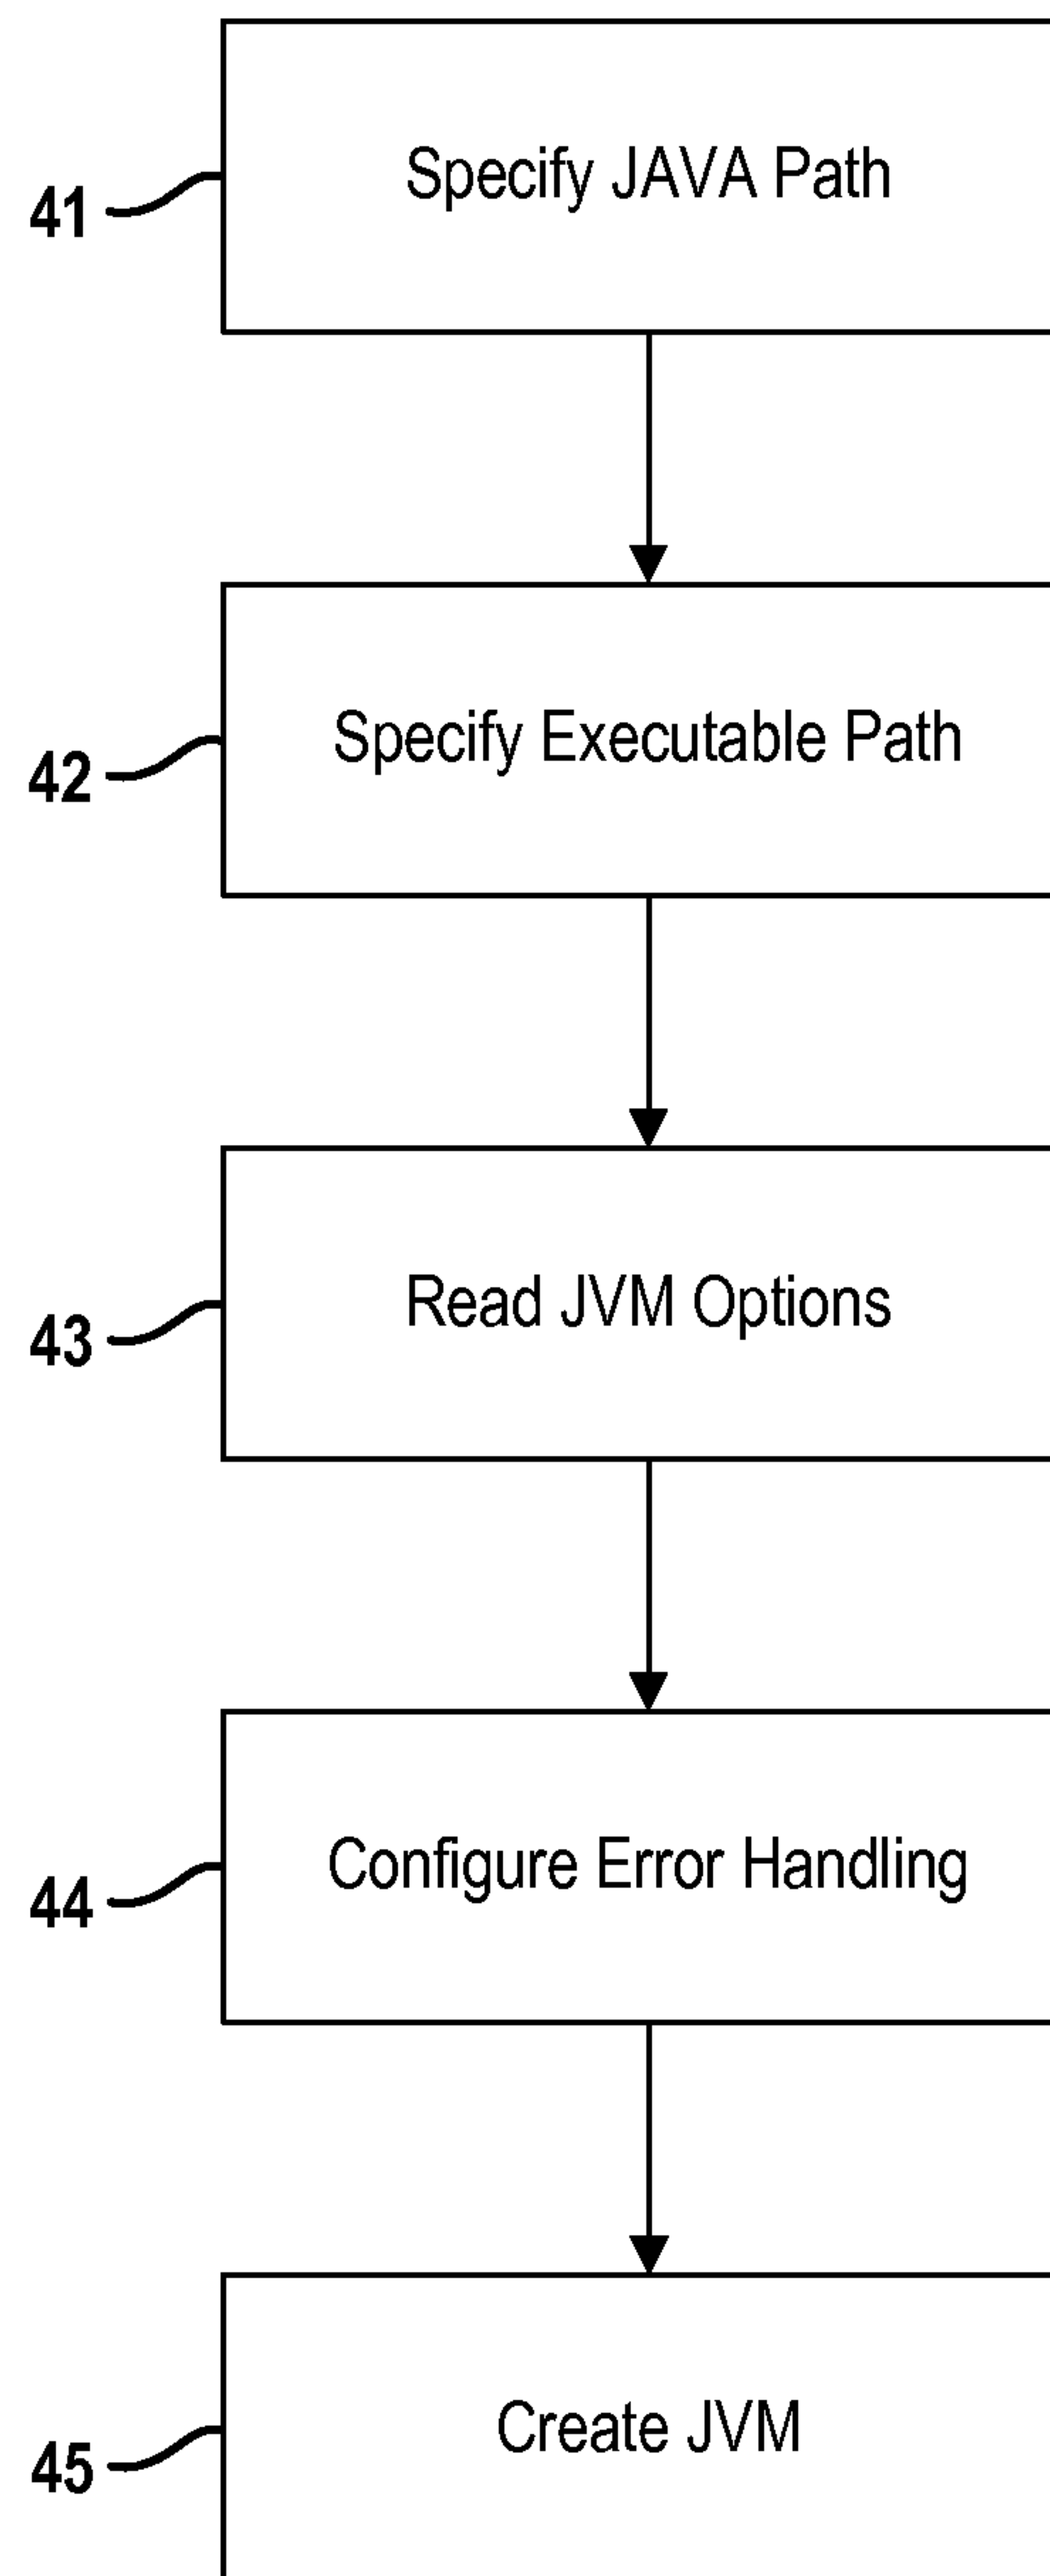 Specify JAVA Path
41
Specify Executable Path
42
Read JVM Options
43
Configure Error Handling
44
Create JVM
45